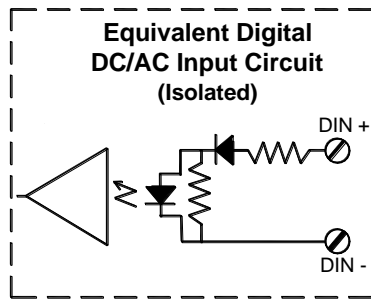 Equivalent Digital
DC/AC Input Circuit
(Isolated)
DIN +
DIN -